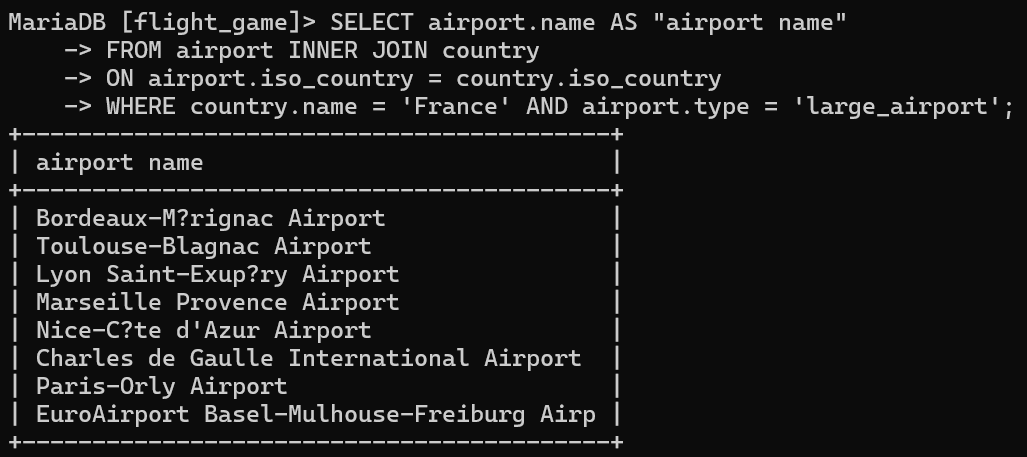 MariaDB [flight_game]> SELECT airport.name AS "airport name"
    -> FROM airport INNER JOIN country
    -> ON airport.iso_country = country.iso_country
    -> WHERE country.name = 'France' AND airport.type = 'large_airport';
+------------------------------------------+
| airport name                             |
+------------------------------------------+
| Bordeaux-M?rignac Airport                |
| Toulouse-Blagnac Airport                 |
| Lyon Saint-Exup?ry Airport               |
| Marseille Provence Airport               |
| Nice-C?te d'Azur Airport                 |
| Charles de Gaulle International Airport  |
| Paris-Orly Airport                       |
| EuroAirport Basel-Mulhouse-Freiburg Airp |
+------------------------------------------+